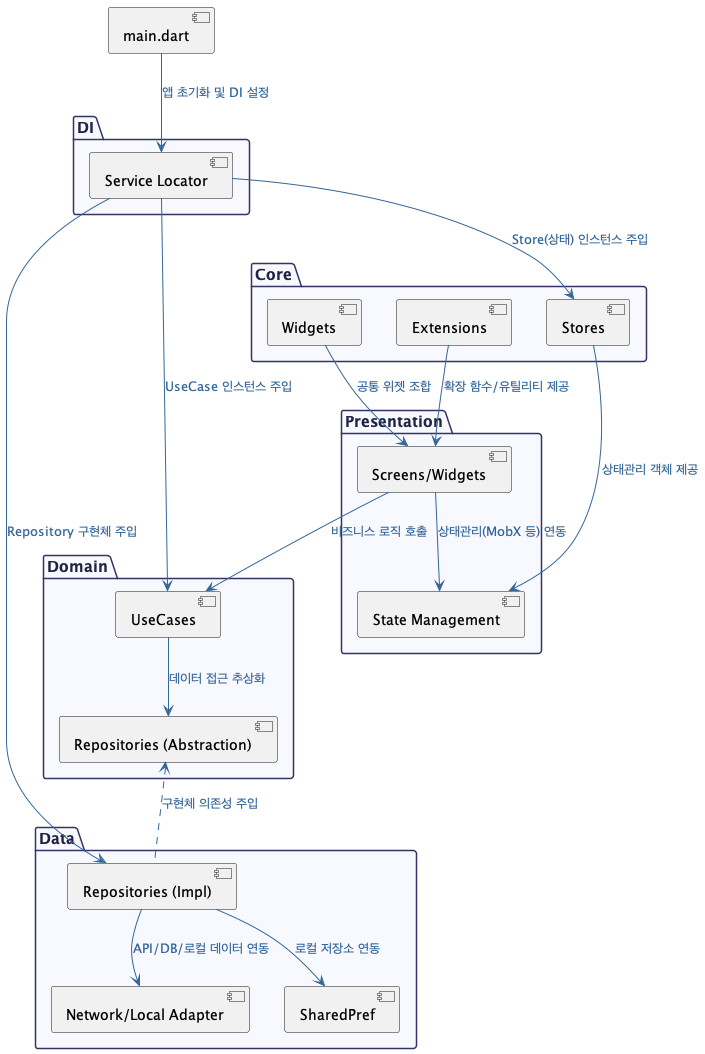 main.dart
앱 초기화 및 DI 설정
DI
Service Locator
Store(상태) 인스턴스 주입
Core
Widgets
Extensions
Stores
UseCase 인스턴스 주입
공통 위젯 조합
확장 함수/유틸리티 제공
Presentation
Screens/Widgets
상태관리 객체 제공
Repository 구현체 주입
비즈니스 로직 호출
상태관리(MobX 등) 연동
Domain
UseCases
State Management
데이터 접근 추상화
Repositories (Abstraction)
구현체 의존성 주입
Data
Repositories (Impl)
API/DB/로컬 데이터 연동
로컬 저장소 연동
Network/Local Adapter
SharedPref